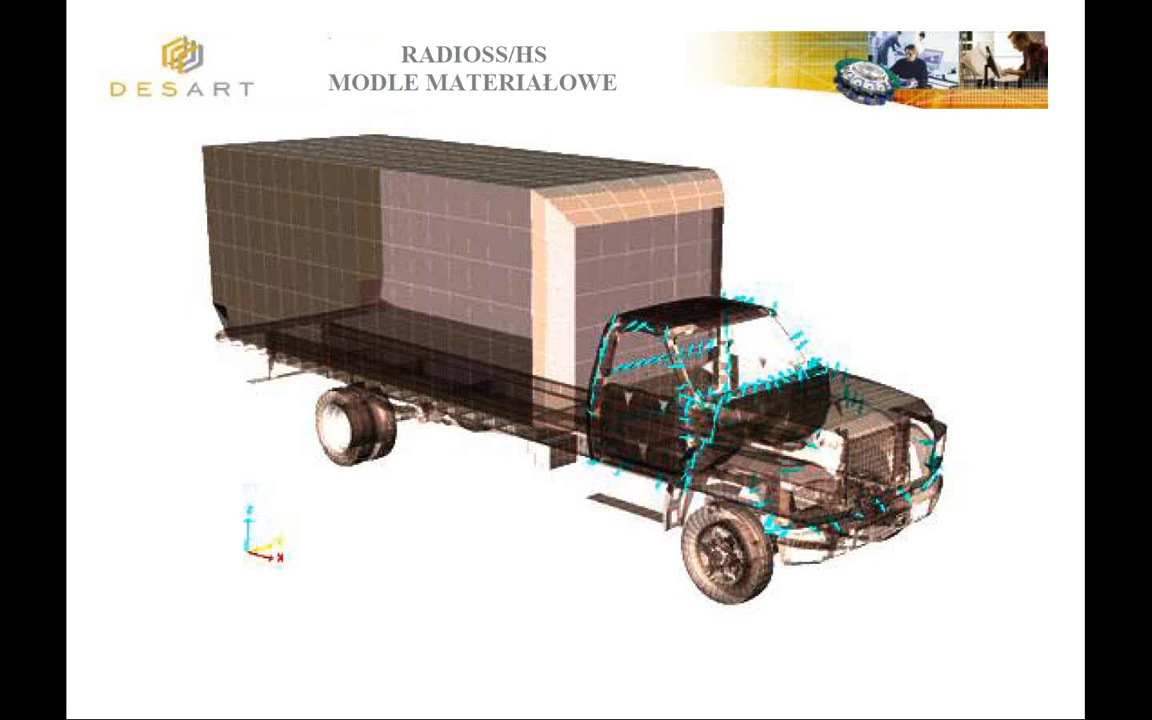 RADIOSS/HS
MODLE MATERIAŁOWE
DESART
Z
Y
X